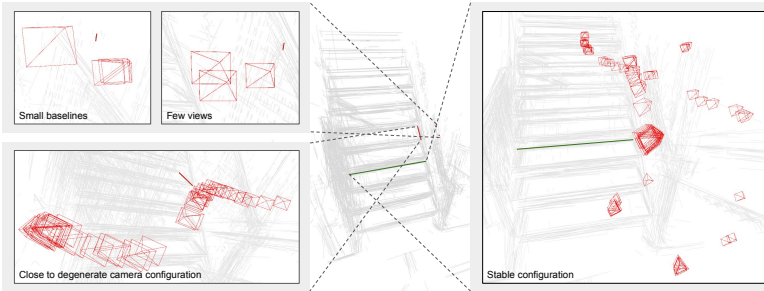 Small baselines
Few views
Close to degenerate camera configuration
Stable configuration